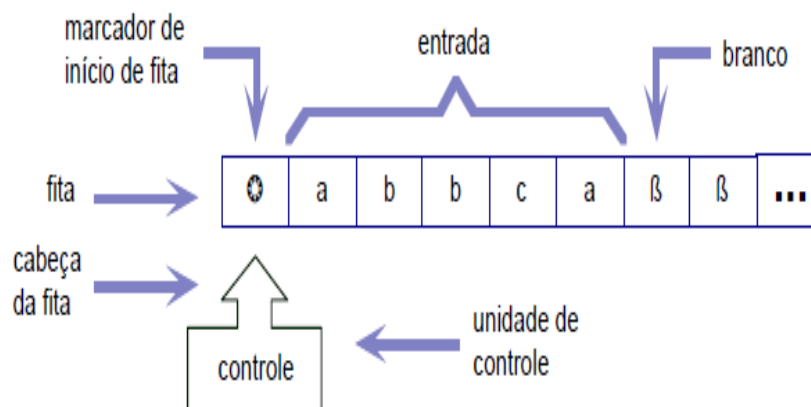 marcador de
início de fita
entrada
branco
fita
✪ a b b c a ß ß ...
cabeça
da fita
controle
unidade de
controle